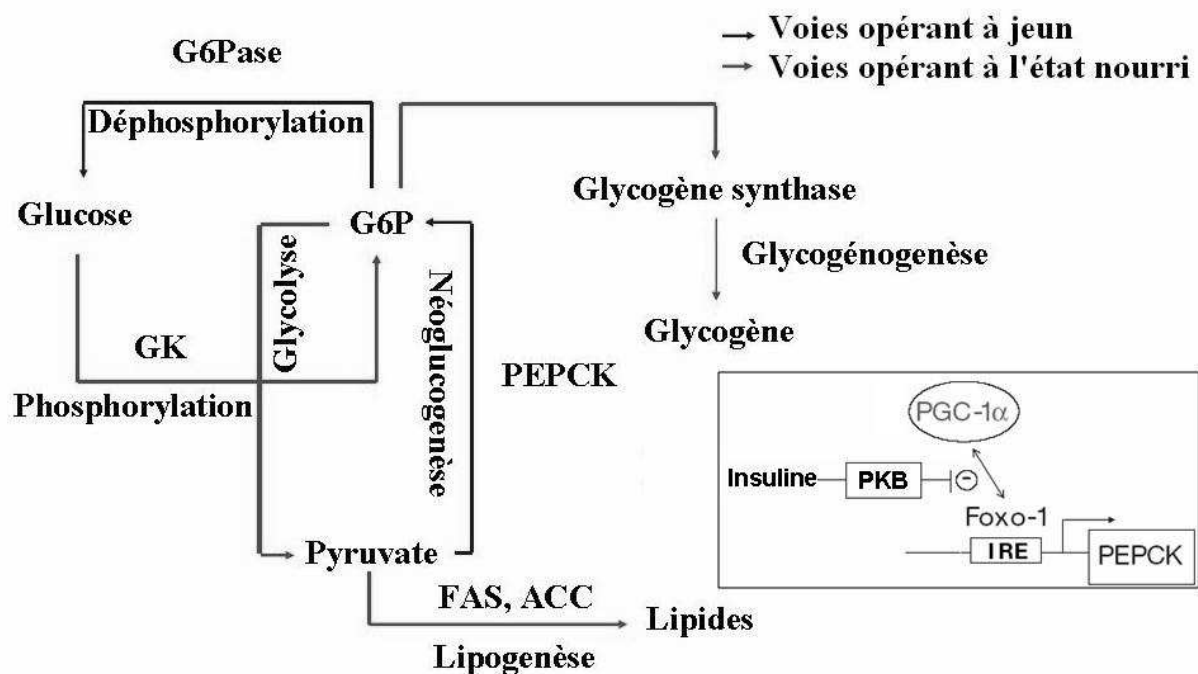 G6Pase
Voies opérant à jeun
Voies opérant à l'état nourri
Déphosphorylation
Glucose
G6P
Glycogène synthase
Glycolyse
Néoglucogenèse
Glycogénogenèse
GK
Phosphorylation
PEPCK
Glycogène
PGC-1α
Insuline
PKB
-
Foxo-1
IRE
PEPCK
Pyruvate
FAS, ACC
Lipides
Lipogenèse